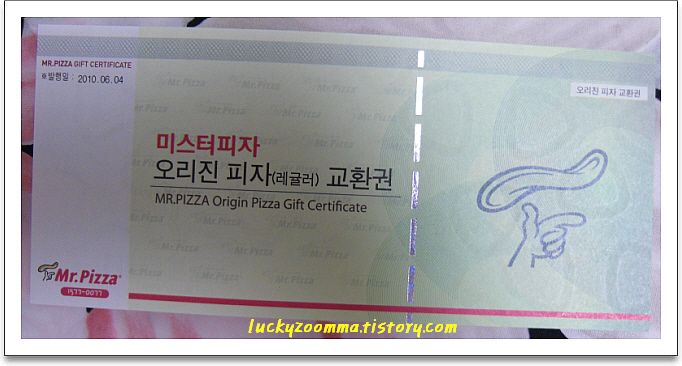 MR.PIZZA GIFT CERTIFICATE
※발행일 : 2010.06.04
오리진 피자 교환권
미스터피자
오리진 피자(레귤러) 교환권
MR.PIZZA Origin Pizza Gift Certificate
Mr.Pizza
1577-0077
luckyzoomma.tistory.com